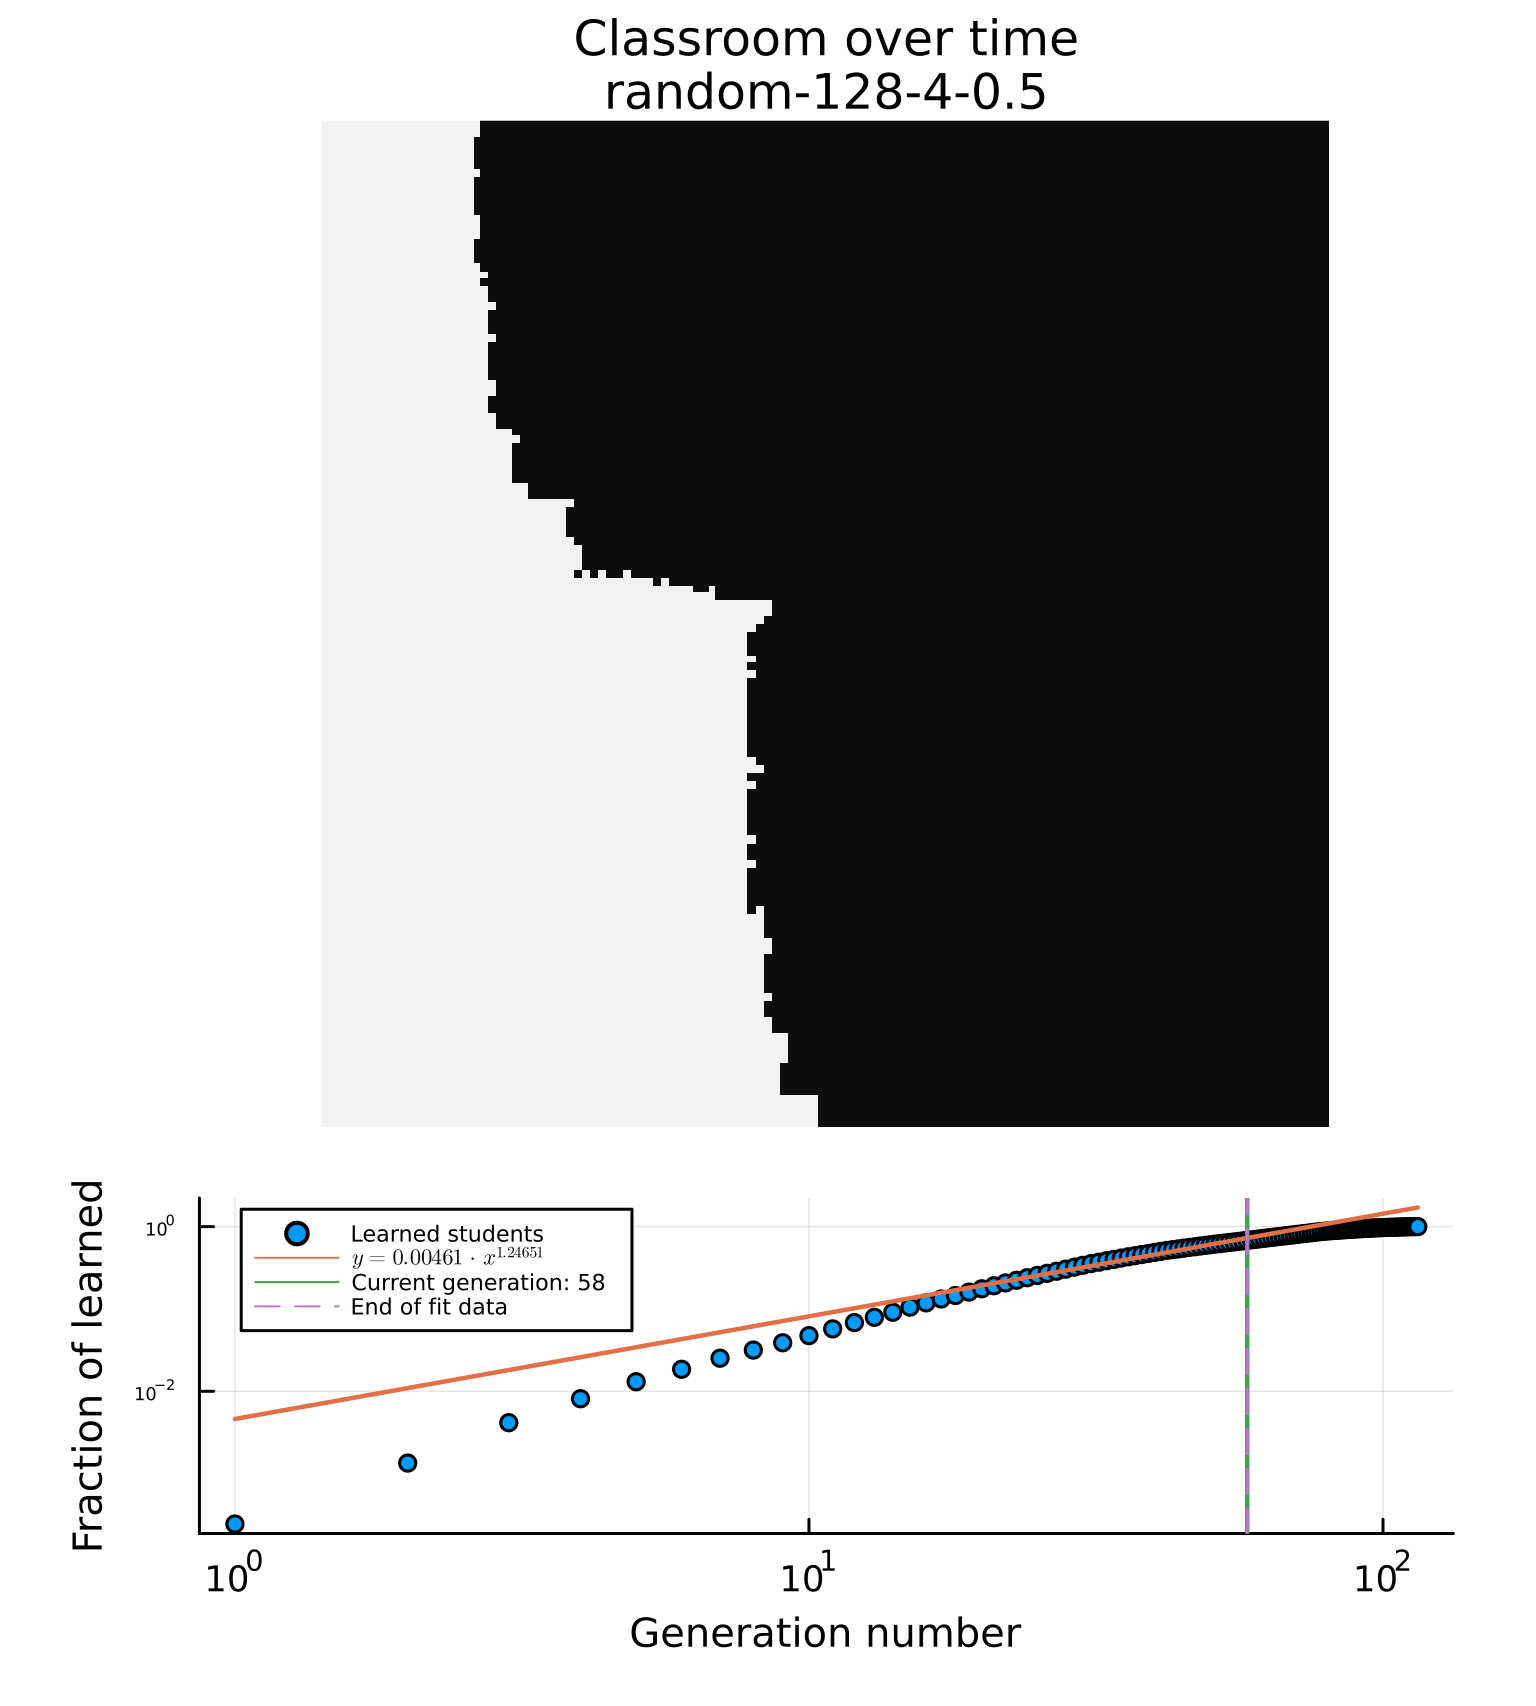 Classroom over time
random-128-4-0.5
Fraction of learned
10^0
10^-2
Learned students
y = 0.00461 · x^1.24651
Current generation: 58
End of fit data
10^0 10^1 10^2
Generation number